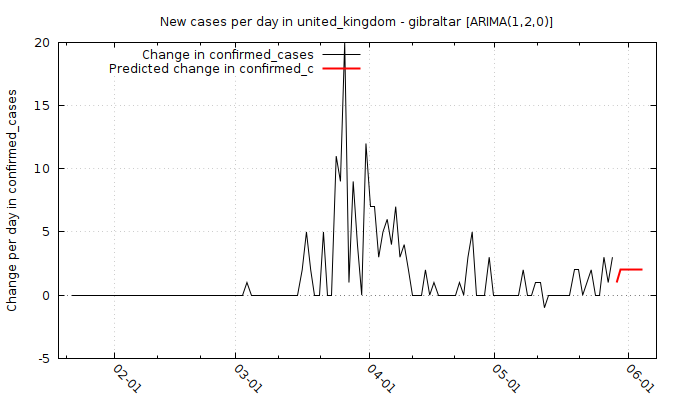 New cases per day in united_kingdom - gibraltar [ARIMA(1,2,0)]
Change in confirmed_cases
Predicted change in confirmed_c
Change per day in confirmed_cases
20
15
10
5
0
-5
02-01
03-01
04-01
05-01
06-01